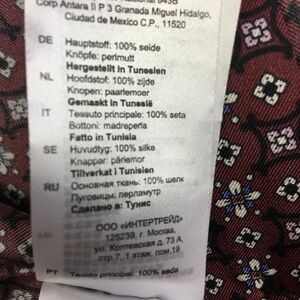 Corp Antara II P 3 Granada Miguel Hidalgo,
Ciudad de Mexico C.P., 11520
DE Hauptstoff: 100% seide
Knöpfe: perlmutt
Hergestellt in Tunesien
NL Hoofdstof: 100% zijde
Knopen: paarlemoer
Gemaakt in Tunesië
IT Tessuto principale: 100% seta
Bottoni: madreperla
Fatto in Tunisia
SE Huvudtyg: 100% silke
Knappar: pärlemor
Tillverkat i Tunisien
RU Основная ткань: 100% шелк
Пуговицы: перламутр
Сделано в: Тунис
ООО «ИНТЕРТРЕЙД»
125239, г. Москва,
ул. Коптевская д. 73 А,
стр.7, 1 этаж, пом.19
PT Tecido principal: 100% seda